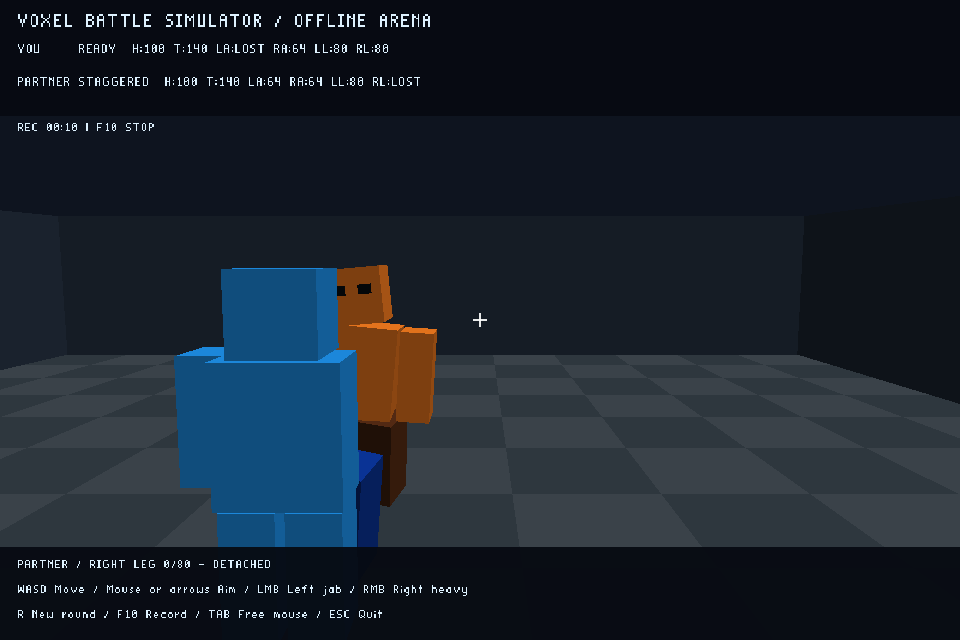 VOXEL BATTLE SIMULATOR / OFFLINE ARENA
YOU READY H:100 T:140 LA:LOST RA:64 LL:80 RL:80
PARTNER STAGGERED H:100 T:140 LA:64 RA:64 LL:80 RL:LOST
REC 00:10 | F10 STOP
PARTNER / RIGHT LEG 0/80 - DETACHED
WASD Move / Mouse or arrows Aim / LMB Left jab / RMB Right heavy
R New round / F10 Record / TAB Free mouse / ESC Quit